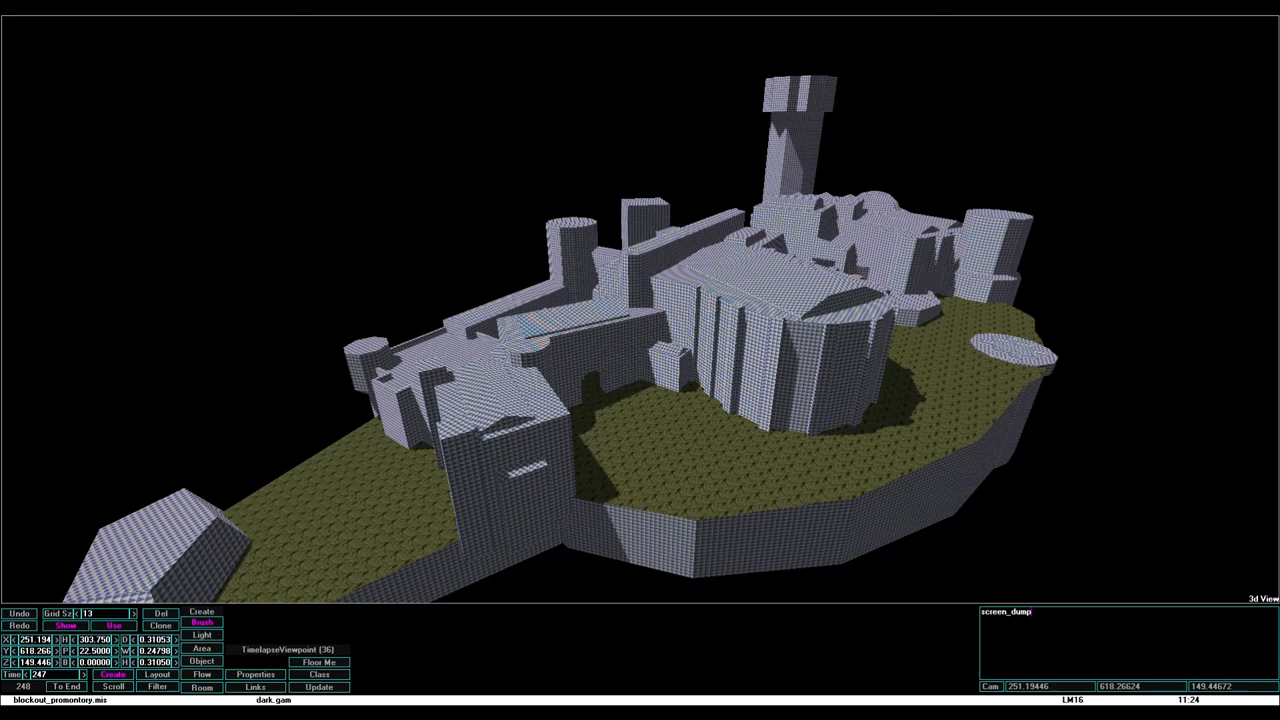 3d View
Undo Grid Sz < 13 > Del Create
Redo Show Use Clone Brush
X < 251.194 H < 303.750 > D < 0.31053 > Light
Y < 618.266 P < 22.5000 > W < 0.24798 >
Z < 149.446 B < 0.00000 > H < 0.31050 > Area
Time < 247 > Create Layout Object
248 To End Scroll Filter Flow
Room
TimelapseViewpoint (36)
Floor Me
Properties Class
Links Update
screen_dump
Cam 251.19446 618.26624 149.44672
blockout_promontory.mis dark.gam LM16 11:24